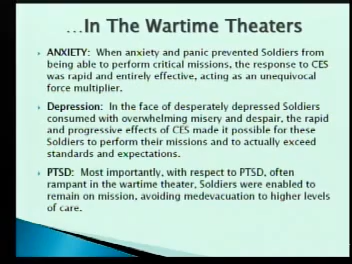 ...In The Wartime Theaters
ANXIETY: When anxiety and panic prevented Soldiers from
being able to perform critical missions, the response to CES
was rapid and entirely effective, acting as an unequivocal
force multiplier.
Depression: In the face of desperately depressed Soldiers
consumed with overwhelming misery and despair, the rapid
and progressive effects of CES made it possible for these
Soldiers to perform their missions and to actually exceed
standards and expectations.
PTSD: Most importantly, with respect to PTSD, often
rampant in the wartime theater, Soldiers were enabled to
remain on mission, avoiding medevacuation to higher levels
of care.